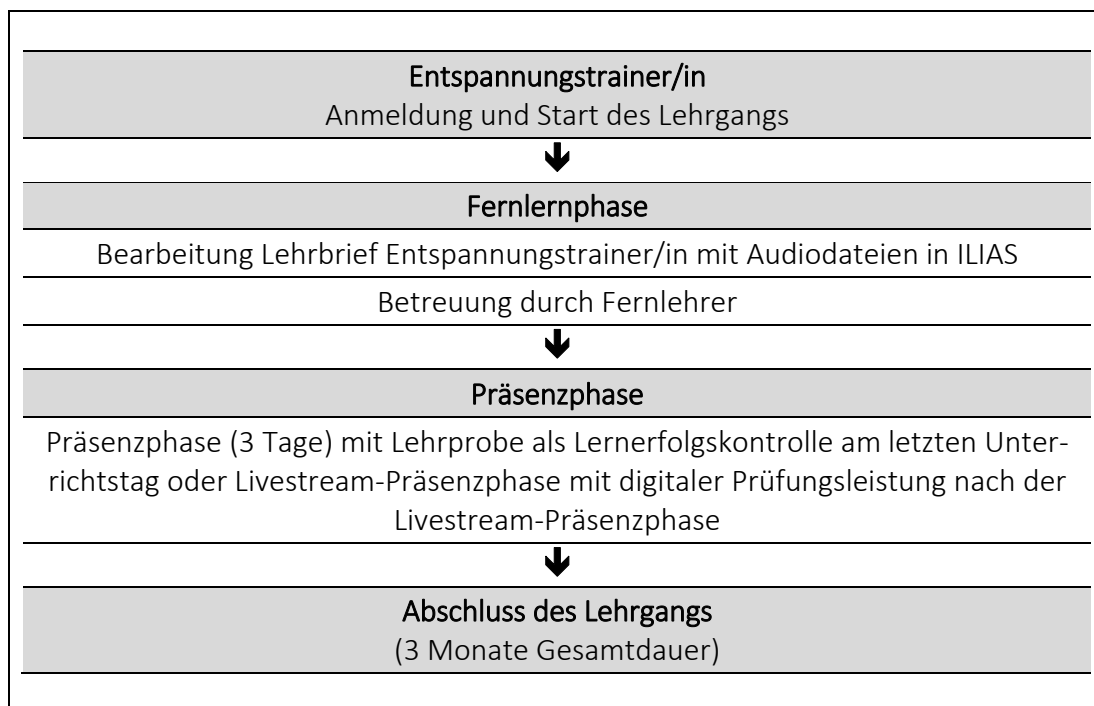 Entspannungstrainer/in
Anmeldung und Start des Lehrgangs
Fernlernphase
Bearbeitung Lehrbrief Entspannungstrainer/in mit Audiodateien in ILIAS
Betreuung durch Fernlehrer
Präsenzphase
Präsenzphase (3 Tage) mit Lehrprobe als Lernerfolgskontrolle am letzten Unter-
richtstag oder Livestream-Präsenzphase mit digitaler Prüfungsleistung nach der
Livestream-Präsenzphase
Abschluss des Lehrgangs
(3 Monate Gesamtdauer)